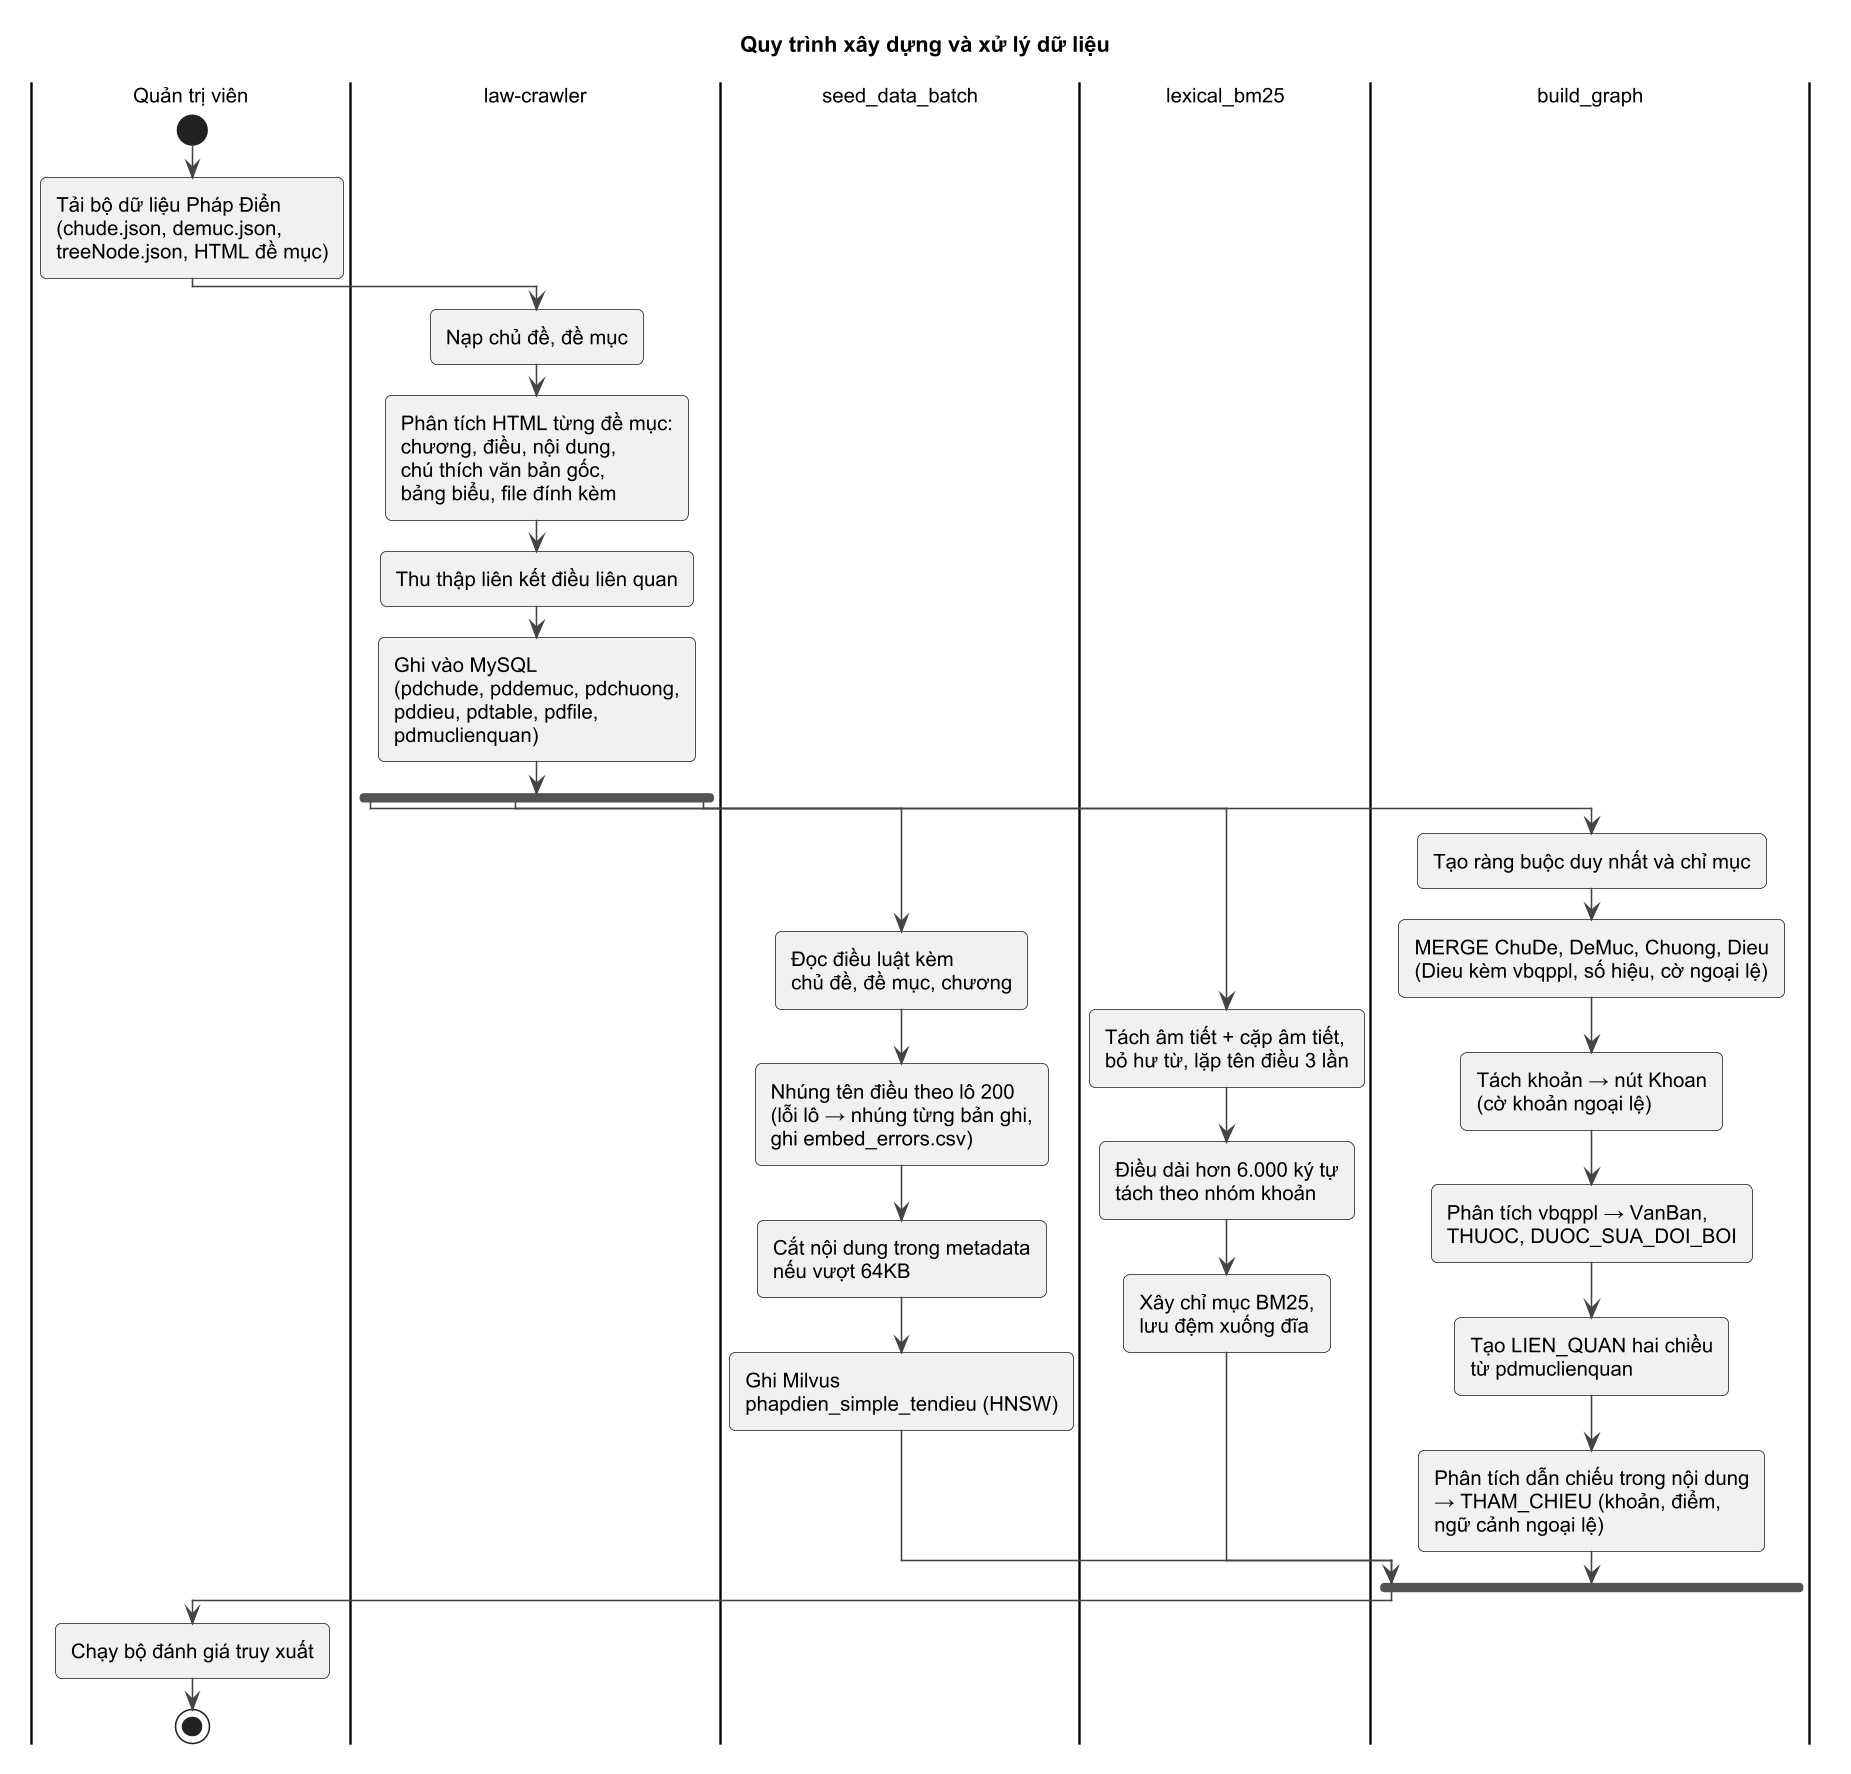 Quy trình xây dựng và xử lý dữ liệu
Quản trị viên
law-crawler
seed_data_batch
lexical_bm25
build_graph
Tải bộ dữ liệu Pháp Điển
(chude.json, demuc.json,
treeNode.json, HTML đề mục)
Nạp chủ đề, đề mục
Phân tích HTML từng đề mục:
chương, điều, nội dung,
chú thích văn bản gốc,
bảng biểu, file đính kèm
Thu thập liên kết điều liên quan
Ghi vào MySQL
(pdchude, pddemuc, pdchuong,
pddieu, pdtable, pdfile,
pdmuclienquan)
Đọc điều luật kèm
chủ đề, đề mục, chương
Nhúng tên điều theo lô 200
(lỗi lô → nhúng từng bản ghi,
ghi embed_errors.csv)
Cắt nội dung trong metadata
nếu vượt 64KB
Ghi Milvus
phapdien_simple_tendieu (HNSW)
Tách âm tiết + cặp âm tiết,
bỏ hư từ, lặp tên điều 3 lần
Điều dài hơn 6.000 ký tự
tách theo nhóm khoản
Xây chỉ mục BM25,
lưu đệm xuống đĩa
Tạo ràng buộc duy nhất và chỉ mục
MERGE ChuDe, DeMuc, Chuong, Dieu
(Dieu kèm vbqppl, số hiệu, cờ ngoại lệ)
Tách khoản → nút Khoan
(cờ khoản ngoại lệ)
Phân tích vbqppl → VanBan,
THUOC, DUOC_SUA_DOI_BOI
Tạo LIEN_QUAN hai chiều
từ pdmuclienquan
Phân tích dẫn chiếu trong nội dung
→ THAM_CHIEU (khoản, điểm,
ngữ cảnh ngoại lệ)
Chạy bộ đánh giá truy xuất